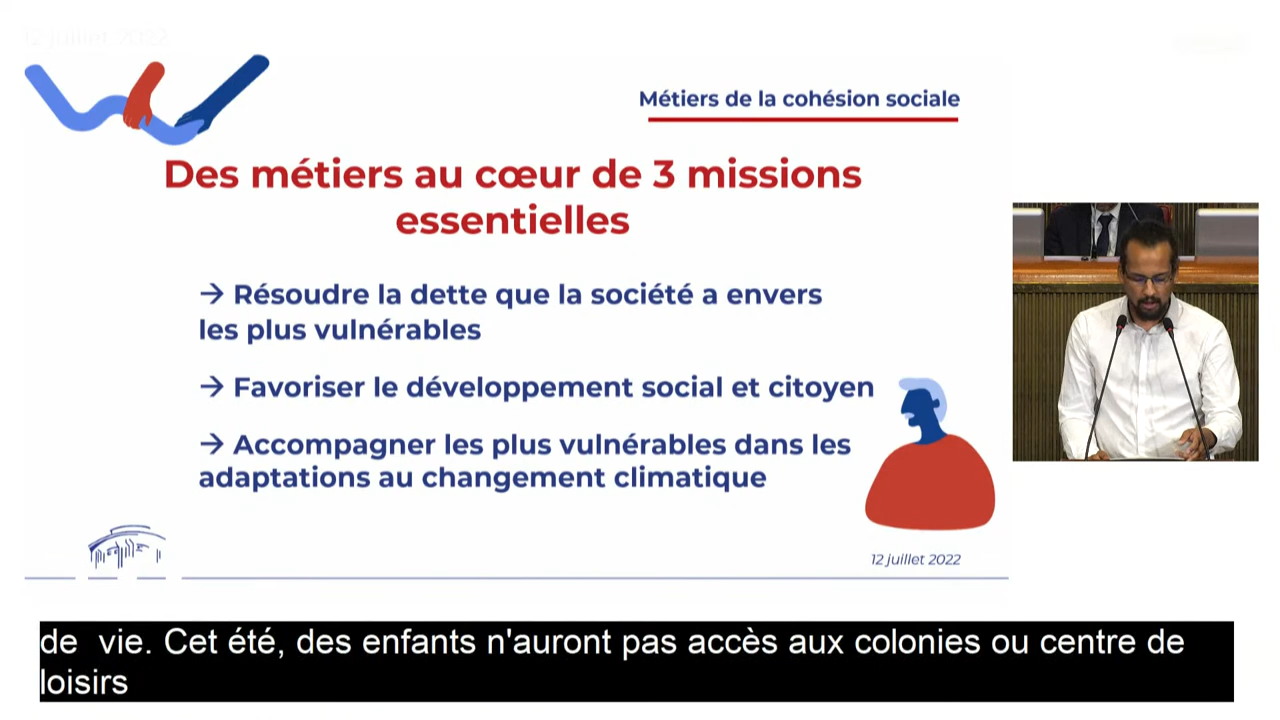 12 juillet 2022
Métiers de la cohésion sociale
Des métiers au cœur de 3 missions
essentielles
→ Résoudre la dette que la société a envers
les plus vulnérables
→ Favoriser le développement social et citoyen
→ Accompagner les plus vulnérables dans les
adaptations au changement climatique
12 juillet 2022
de  vie. Cet été, des enfants n'auront pas accès aux colonies ou centre de
loisirs